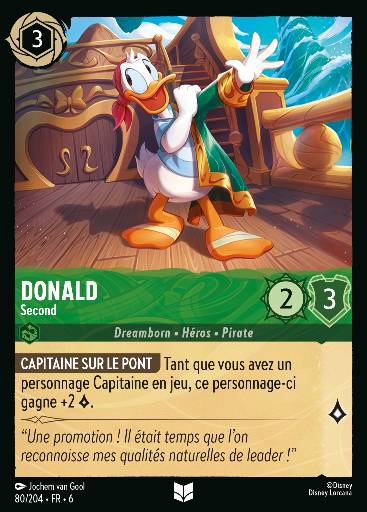 3
DONALD
Second
2
3
Dreamborn • Héros • Pirate
CAPITAINE SUR LE PONT Tant que vous avez un
personnage Capitaine en jeu, ce personnage-ci
gagne +2 .
“Une promotion ! Il était temps que l’on
reconnoisse mes qualités naturelles de leader !”
Jochem van Gool
80/204 • FR • 6
©Disney
Disney Lorcana